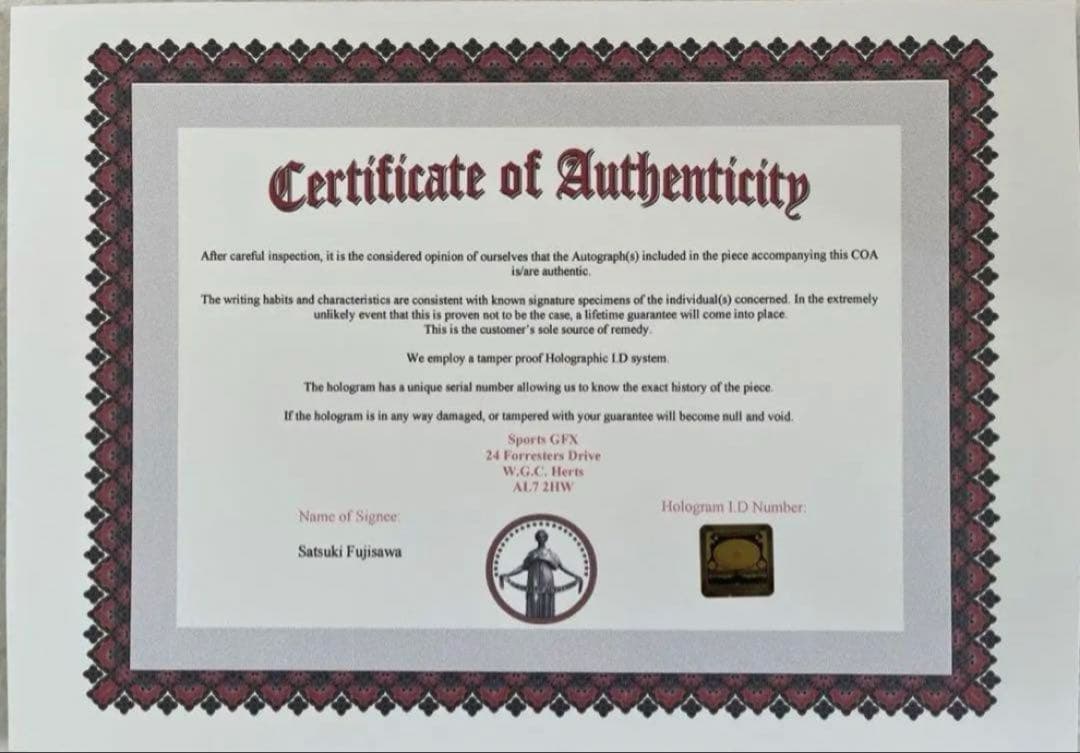 Certificate of Authenticity
After careful inspection, it is the considered opinion of ourselves that the Autograph(s) included in the piece accompanying this COA
is/are authentic.
The writing habits and characteristics are consistent with known signature specimens of the individual(s) concerned. In the extremely
unlikely event that this is proven not to be the case, a lifetime guarantee will come into place.
This is the customer's sole source of remedy.
We employ a tamper proof Holographic I.D system.
The hologram has a unique serial number allowing us to know the exact history of the piece.
If the hologram is in any way damaged, or tampered with your guarantee will become null and void.
Sports GFX
24 Forresters Drive
W.G.C. Herts
AL7 2HW
Name of Signee:
Satsuki Fujisawa
Hologram I.D Number: